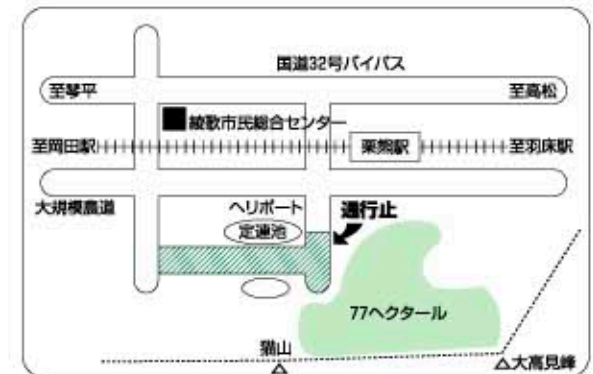 国道32号バイパス
至琴平
至高松
綾歌市民総合センター
至岡田駅
栗熊駅
至羽床駅
大規模農道
ヘリポート
通行止
定連池
77ヘクタール
猫山
大高見峰